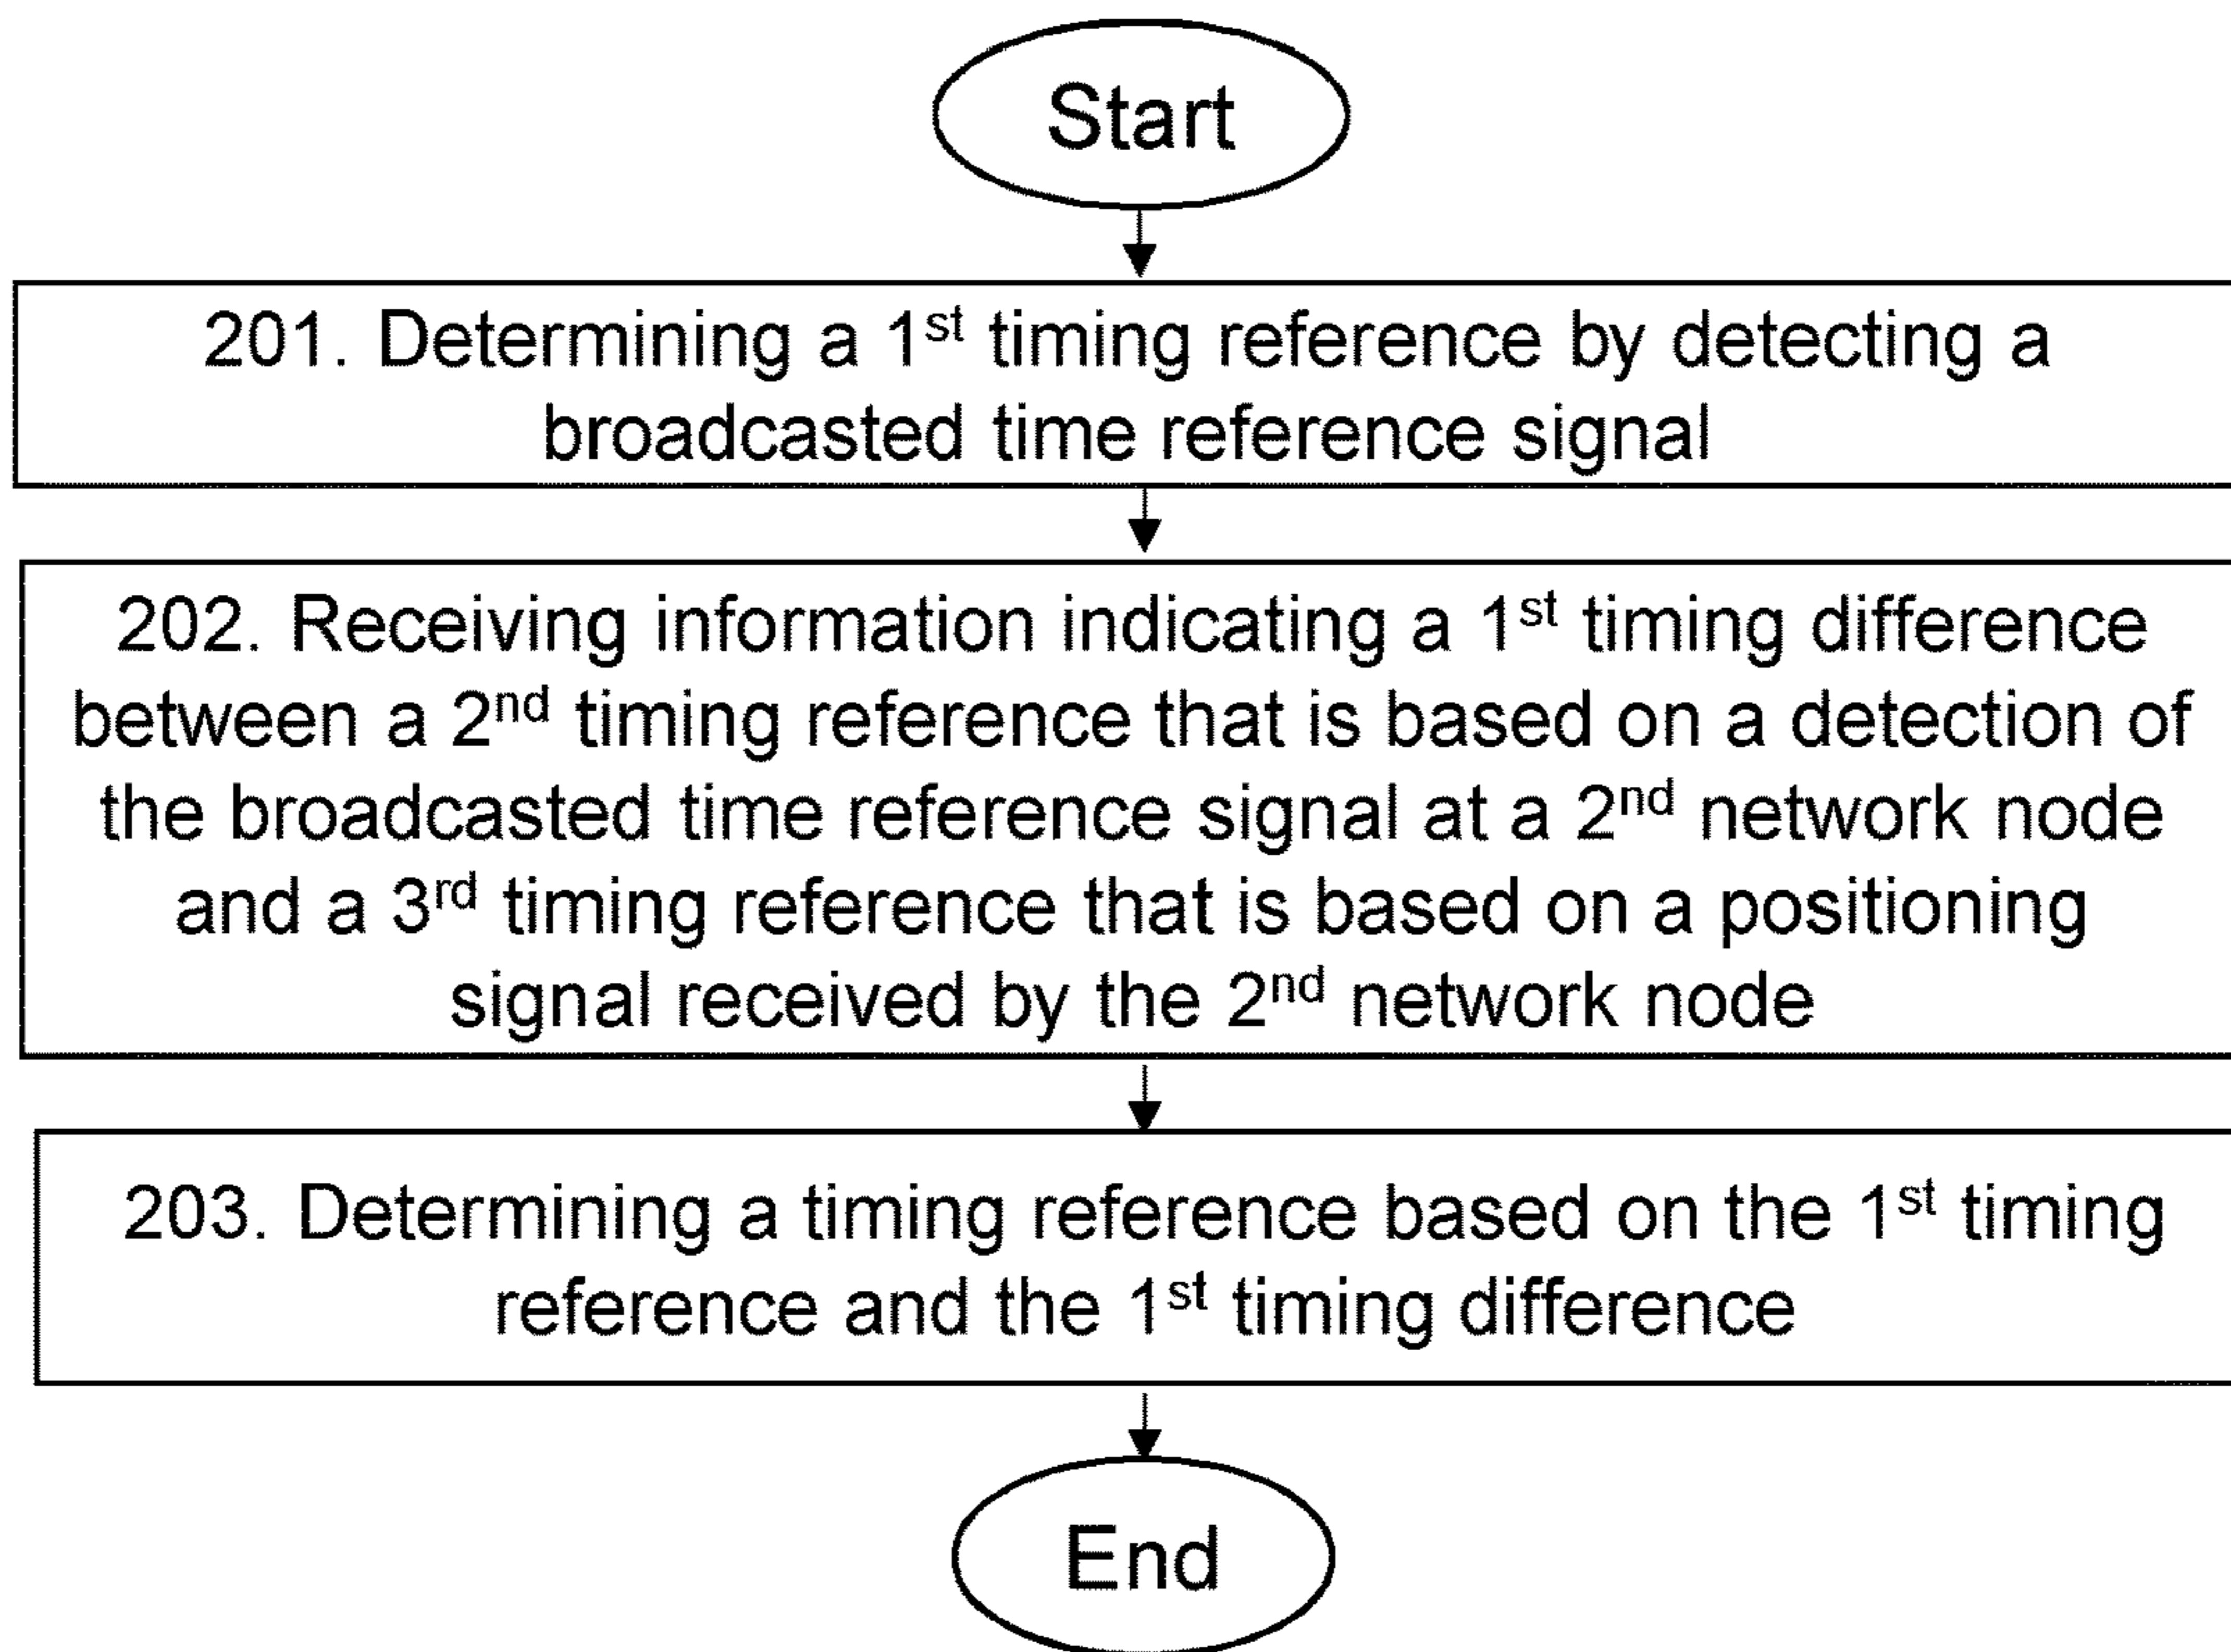 Start
201. Determining a 1st timing reference by detecting a
broadcasted time reference signal
202. Receiving information indicating a 1st timing difference
between a 2nd timing reference that is based on a detection of
the broadcasted time reference signal at a 2nd network node
and a 3rd timing reference that is based on a positioning
signal received by the 2nd network node
203. Determining a timing reference based on the 1st timing
reference and the 1st timing difference
End